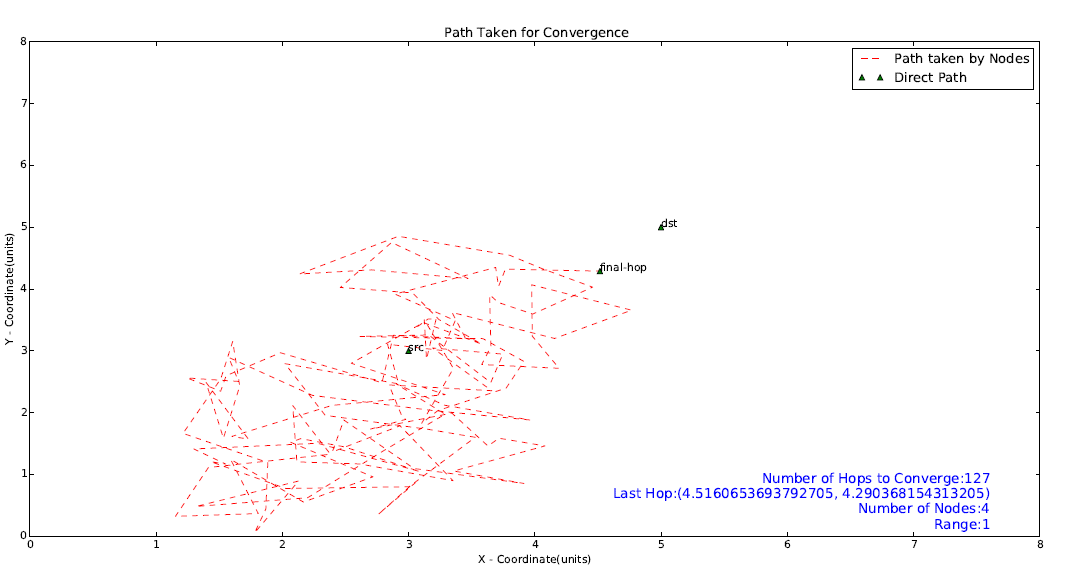 Path Taken for Convergence
Path taken by Nodes
Direct Path
8
7
6
5
4
3
2
1
0
Y - Coordinate(units)
dst
final-hop
src
Number of Hops to Converge:127
Last Hop:(4.5160653693792705, 4.290368154313205)
Number of Nodes:4
Range:1
0 1 2 3 4 5 6 7 8
X - Coordinate(units)